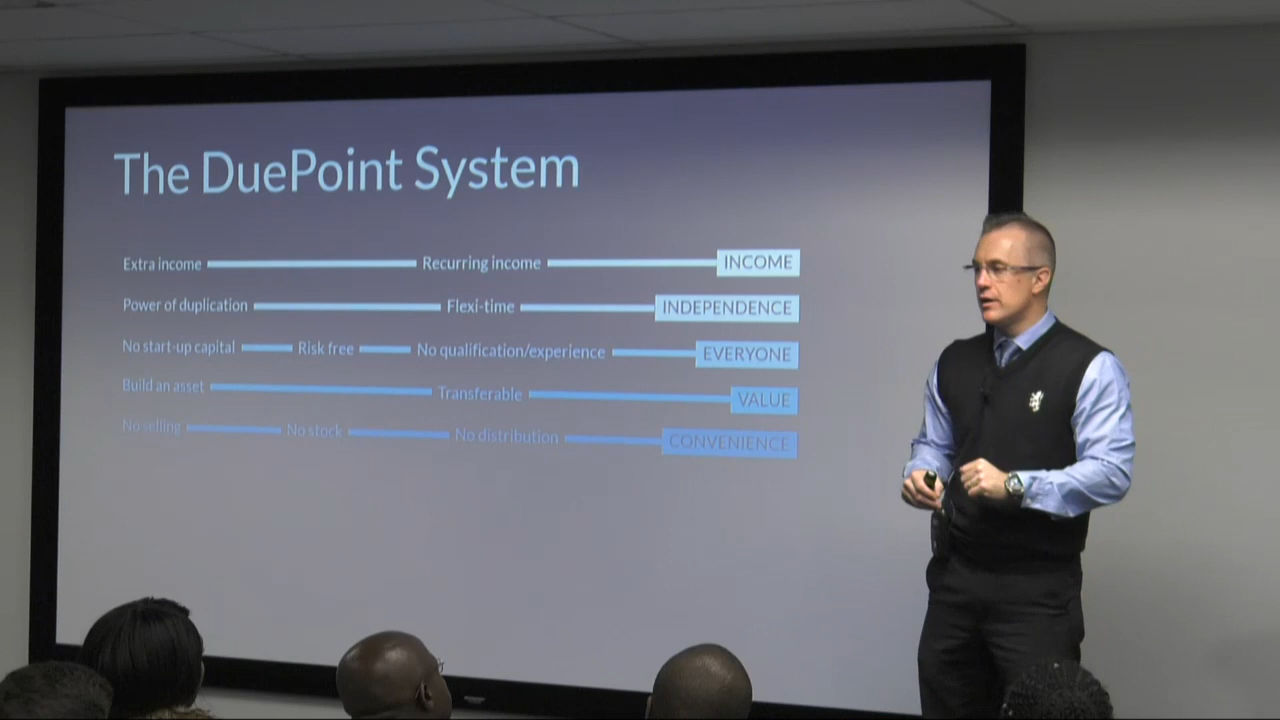 The DuePoint System
Extra income Recurring income INCOME
Power of duplication Flexi-time INDEPENDENCE
No start-up capital Risk free No qualification/experience EVERYONE
Build an asset Transferable VALUE
No selling No stock No distribution CONVENIENCE